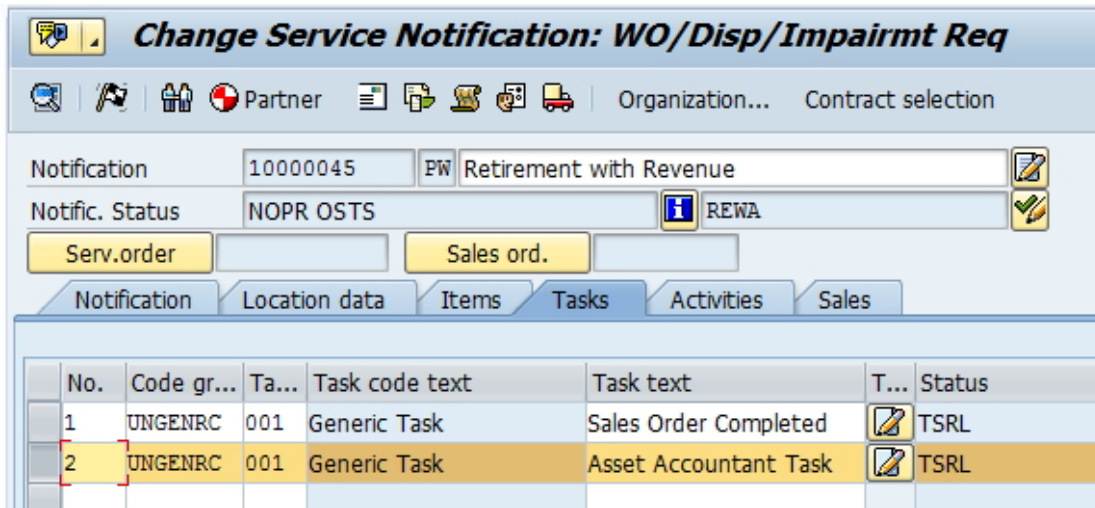 Change Service Notification: WO/Disp/Impairmt Req
Partner Organization... Contract selection
Notification 10000045 PW Retirement with Revenue
Notific. Status NOPR OSTS REWA
Serv.order Sales ord.
Notification Location data Items Tasks Activities Sales
No. Code gr... Ta... Task code text Task text T... Status
1 UNGENRC 001 Generic Task Sales Order Completed TSRL
2 UNGENRC 001 Generic Task Asset Accountant Task TSRL